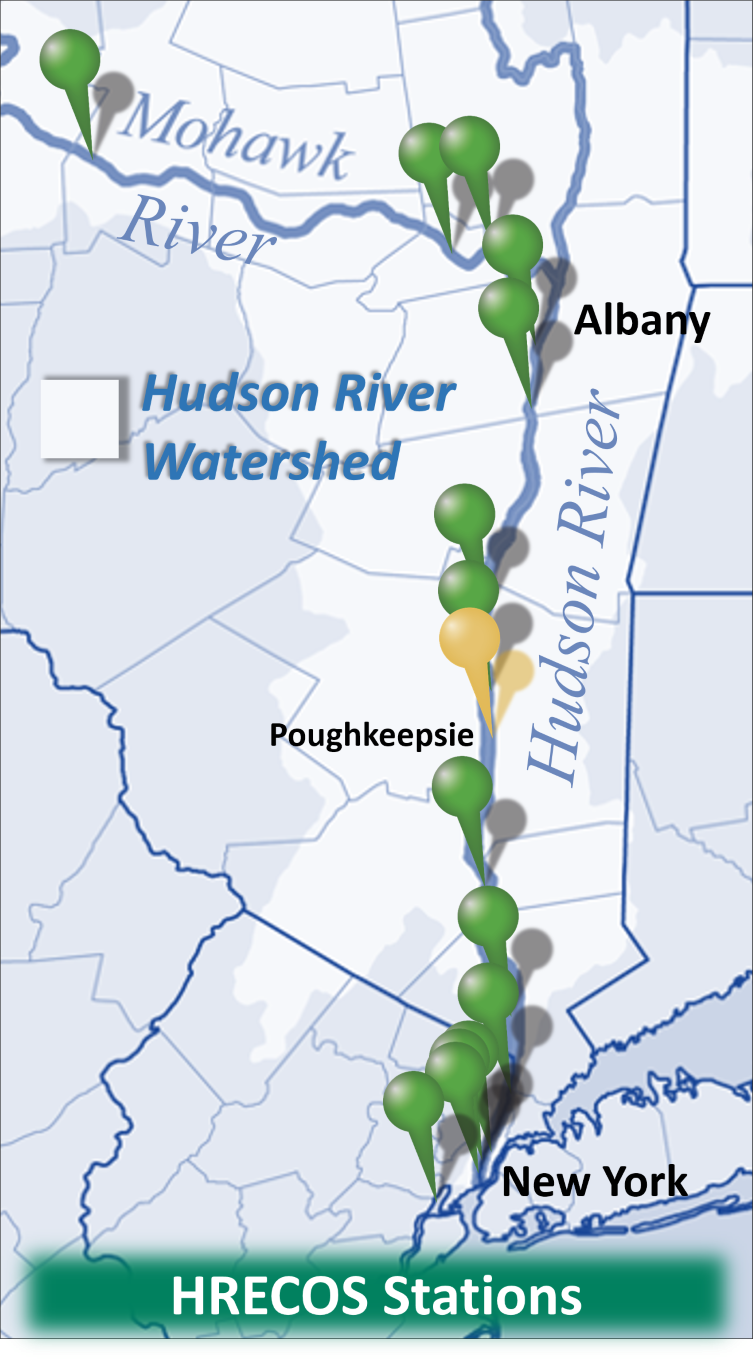 Mohawk
River
Albany
Hudson River
Watershed
Hudson River
Poughkeepsie
New York
HRECOS Stations